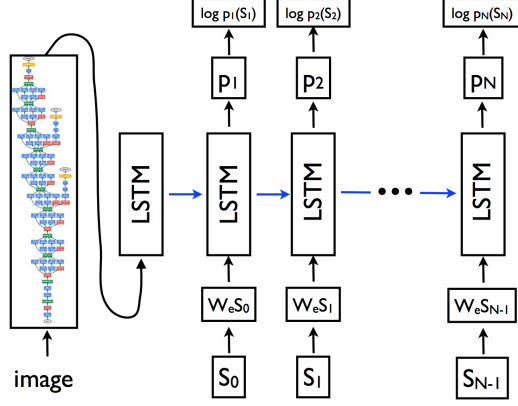 log p₁(S₁) log p₂(S₂) log pN(SN)
p₁ p₂ pN
LSTM LSTM LSTM LSTM
WeS₀ WeS₁ WeSN-1
image S₀ S₁ SN-1